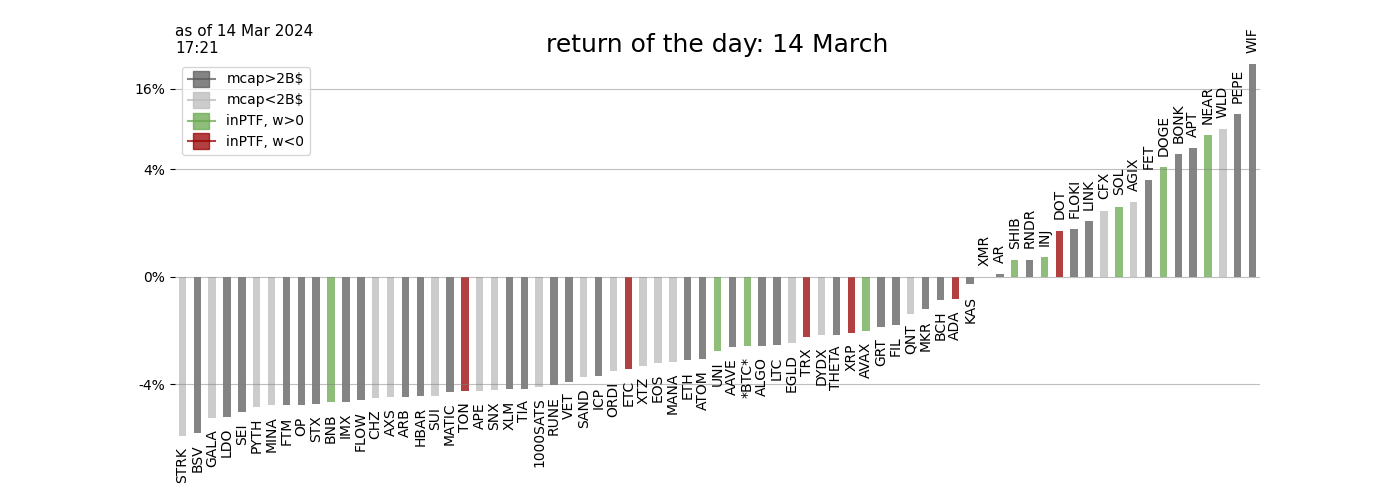 as of 14 Mar 2024
17:21
return of the day: 14 March
mcap>2B$
mcap<2B$
inPTF, w>0
inPTF, w<0
16%
4%
0%
-4%
STRK
BSV
GALA
LDO
SEI
PYTH
MINA
FTM
OP
STX
BNB
IMX
FLOW
CHZ
AXS
ARB
HBAR
SUI
MATIC
TON
APE
SNX
XLM
TIA
1000SATS
RUNE
VET
SAND
ICP
ORDI
ETC
XTZ
EOS
MANA
ETH
ATOM
UNI
AAVE
*BTC*
ALGO
LTC
EGLD
TRX
DYDX
THETA
XRP
AVAX
GRT
FIL
QNT
MKR
BCH
ADA
KAS
XMR
AR
SHIB
RNDR
INJ
DOT
FLOKI
LINK
CFX
SOL
AGIX
FET
DOGE
BONK
APT
NEAR
WLD
PEPE
WIF